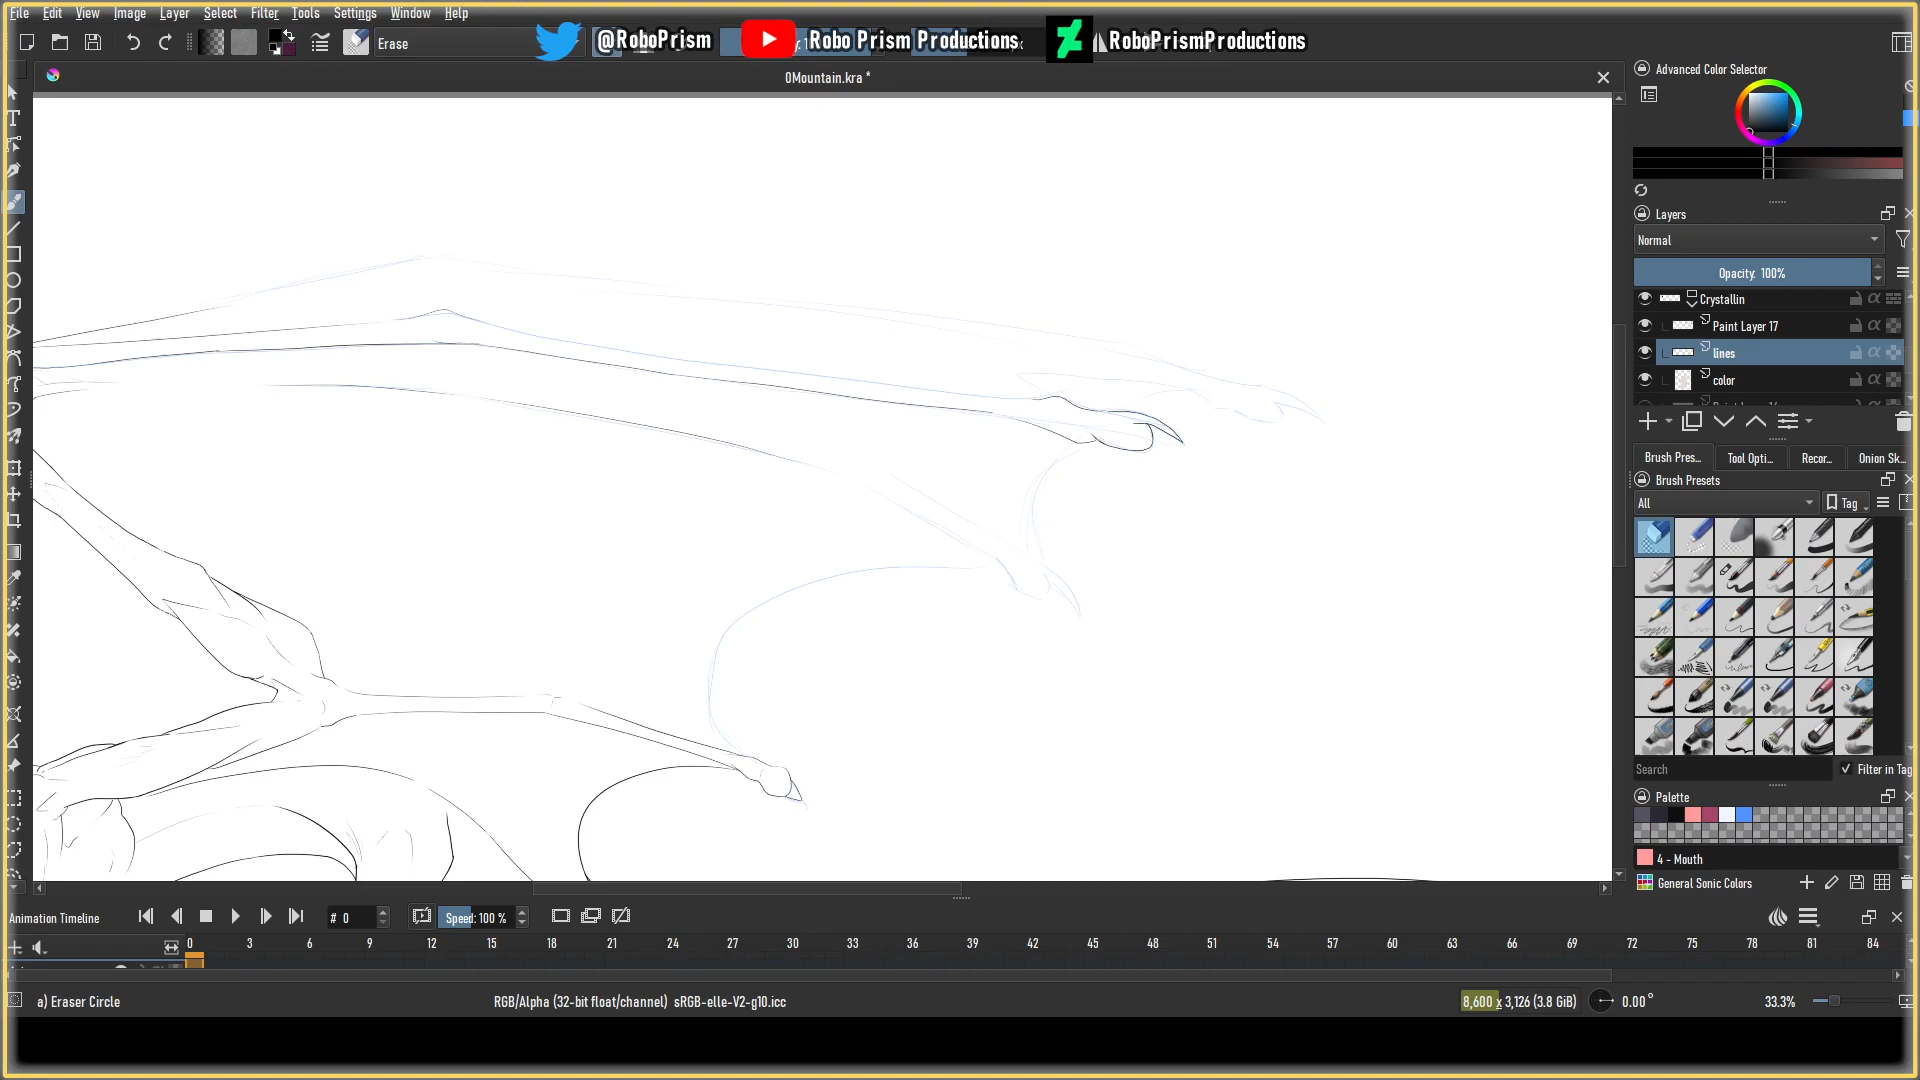 File Edit View Image Layer Select Filter Tools Settings Window Help
Erase
@RoboPrism
Robo Prism Productions
RoboPrismProductions
0Mountain.kra *
Advanced Color Selector
Layers
Normal
Opacity: 100%
Crystallin
Paint Layer 17
lines
color
Brush Pres... Tool Opti... Recor... Onion Sk...
Brush Presets
All
Tag
Search
Filter in Tag
Palette
4 - Mouth
General Sonic Colors
Animation Timeline
# 0
Speed: 100 %
0 3 6 9 12 15 18 21 24 27 30 33 36 39 42 45 48 51 54 57 60 63 66 69 72 75 78 81 84
a) Eraser Circle
RGB/Alpha (32-bit float/channel) sRGB-elle-V2-g10.icc
8,600 x 3,126 (3.8 GiB)
0.00°
33.3%